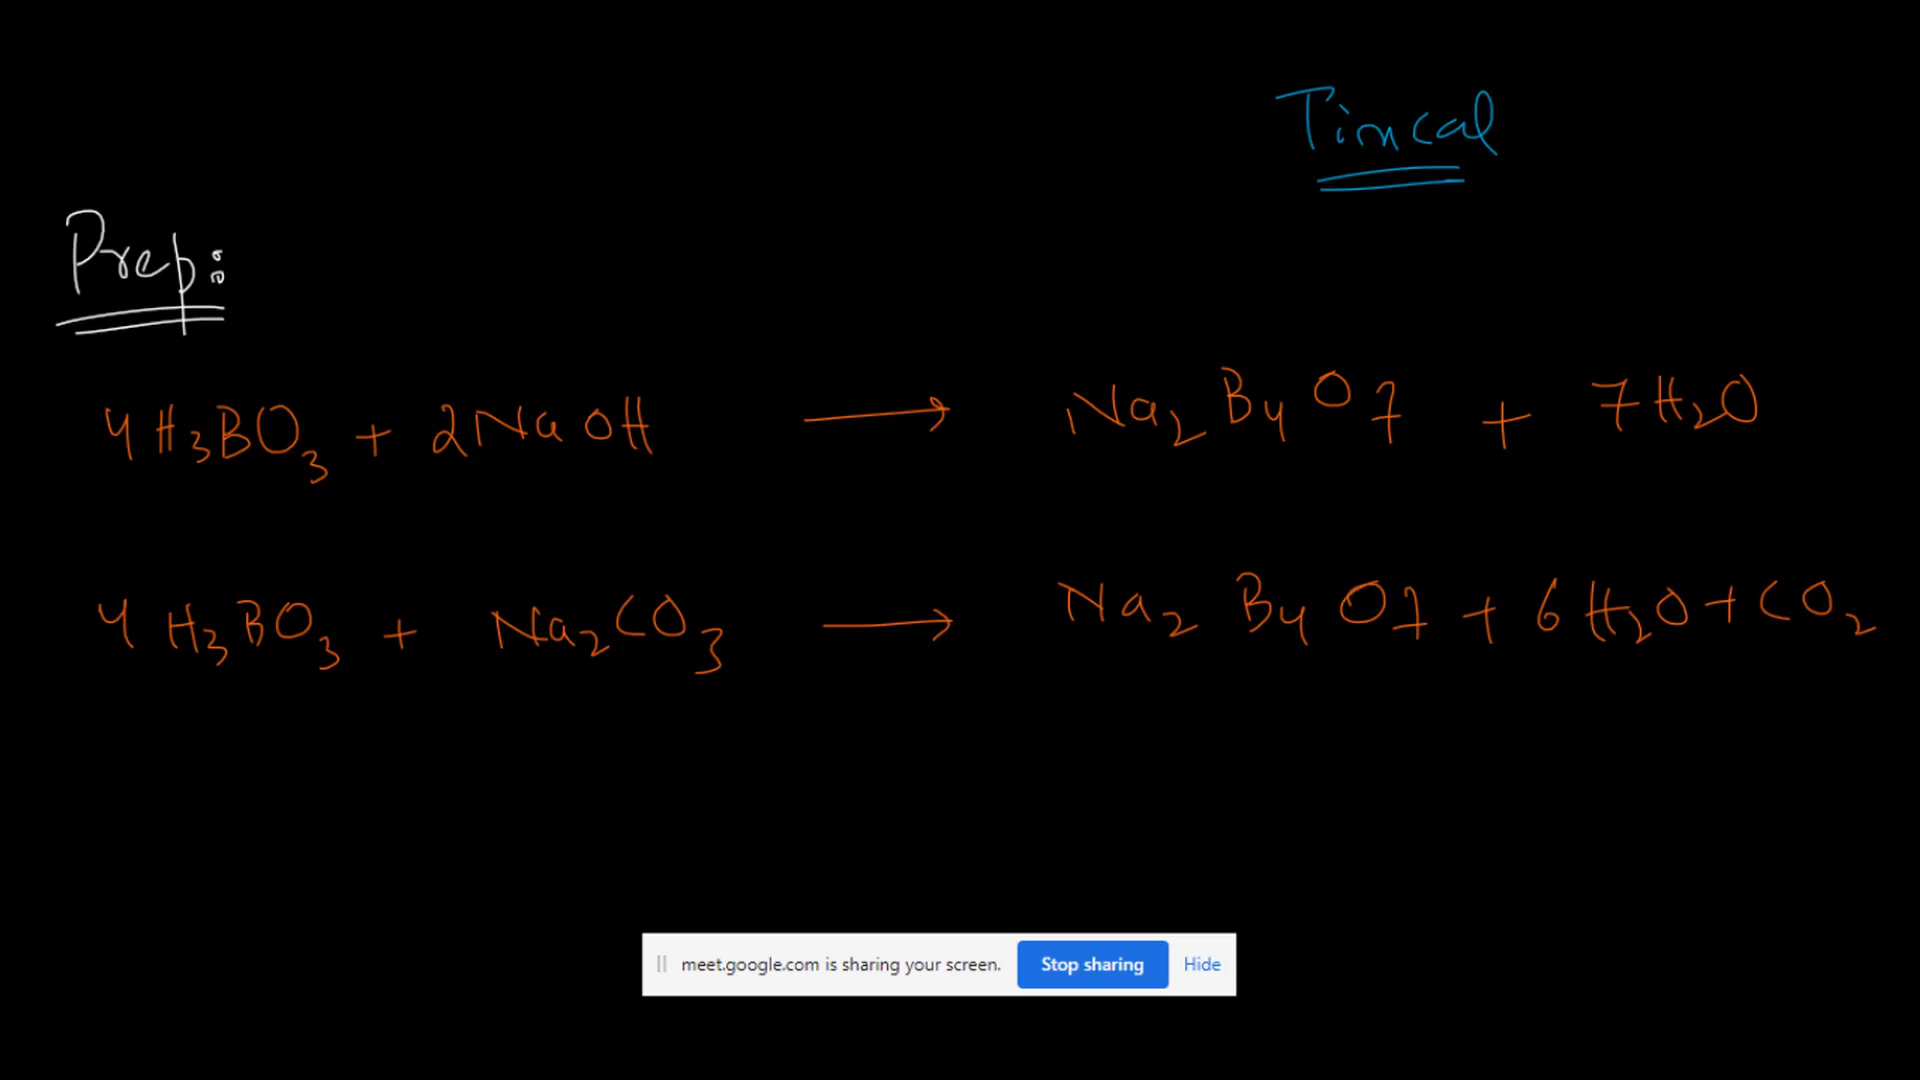 Timcal
Prep:
4H₃BO₃ + 2NaOH ⟶ Na₂B₄O₇ + 7H₂O
4H₃BO₃ + Na₂CO₃ ⟶ Na₂B₄O₇ + 6H₂O + CO₂
meet.google.com is sharing your screen. Stop sharing Hide